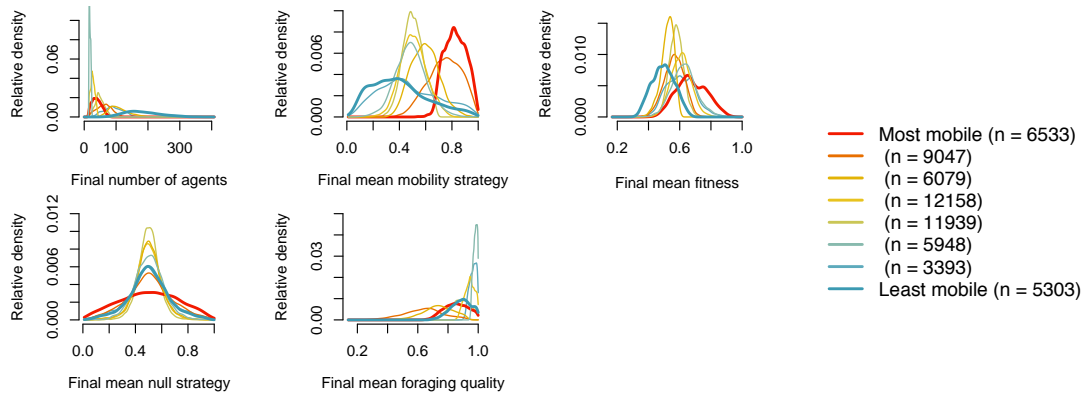 Relative density
0.00
0.06
0
100
300
Final number of agents
Relative density
0.000
0.006
0.0
0.4
0.8
Final mean mobility strategy
Relative density
0.000
0.010
0.2
0.6
1.0
Final mean fitness
Most mobile (n = 6533)
(n = 9047)
(n = 6079)
(n = 12158)
(n = 11939)
(n = 5948)
(n = 3393)
Least mobile (n = 5303)
Relative density
0.000
0.004
0.008
0.012
0.0
0.4
0.8
Final mean null strategy
Relative density
0.00
0.03
0.2
0.6
1.0
Final mean foraging quality